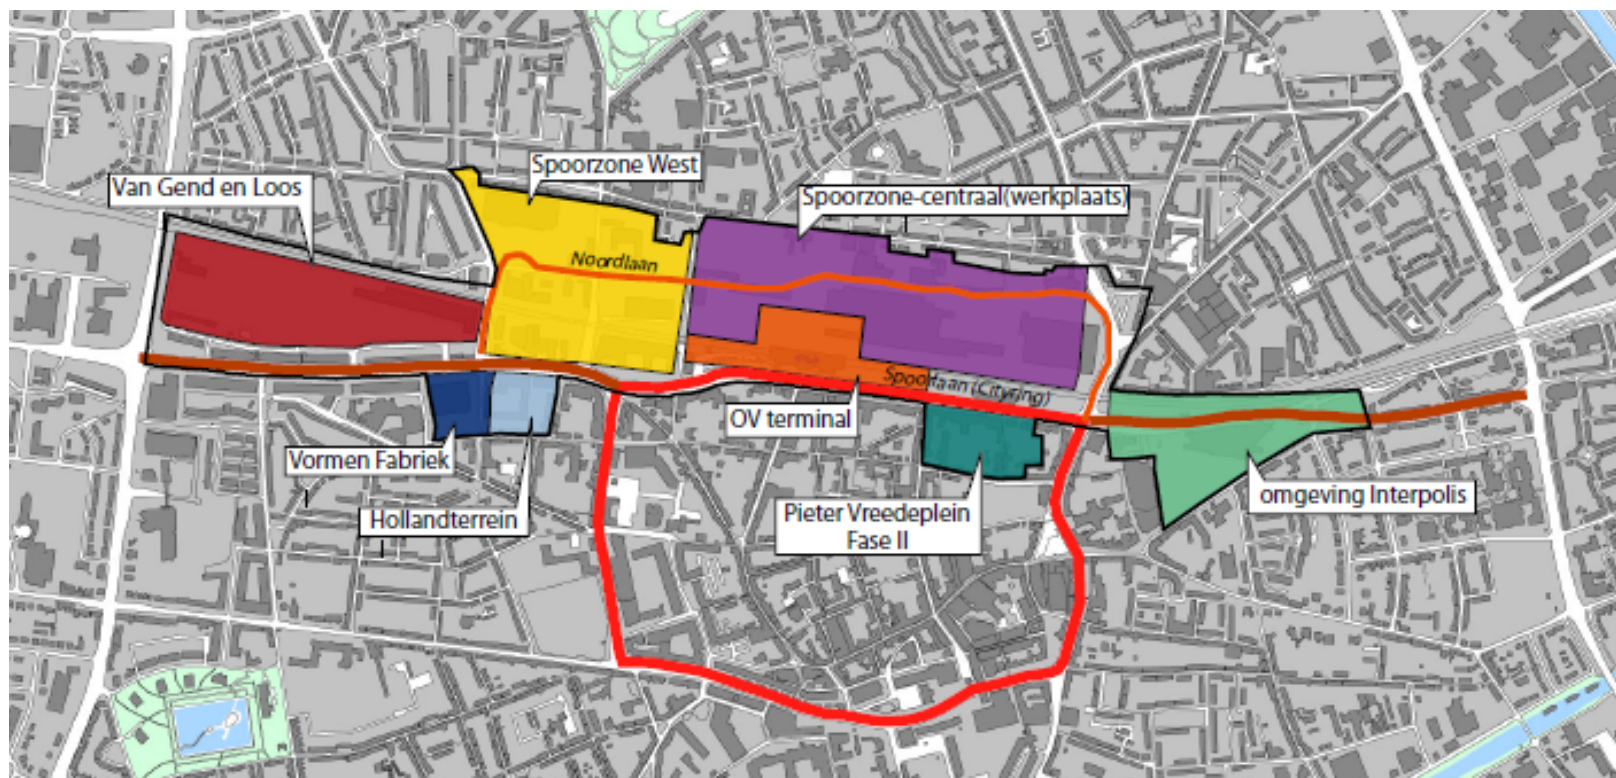 Spoorzone West
Van Gend en Loos
Spoorzone-centraal(werkplaats)
Noordlaan
Spoorlaan (Cityring)
OV terminal
Vormen Fabriek
Hollandterrein
Pieter Vreedeplein
Fase II
omgeving Interpolis